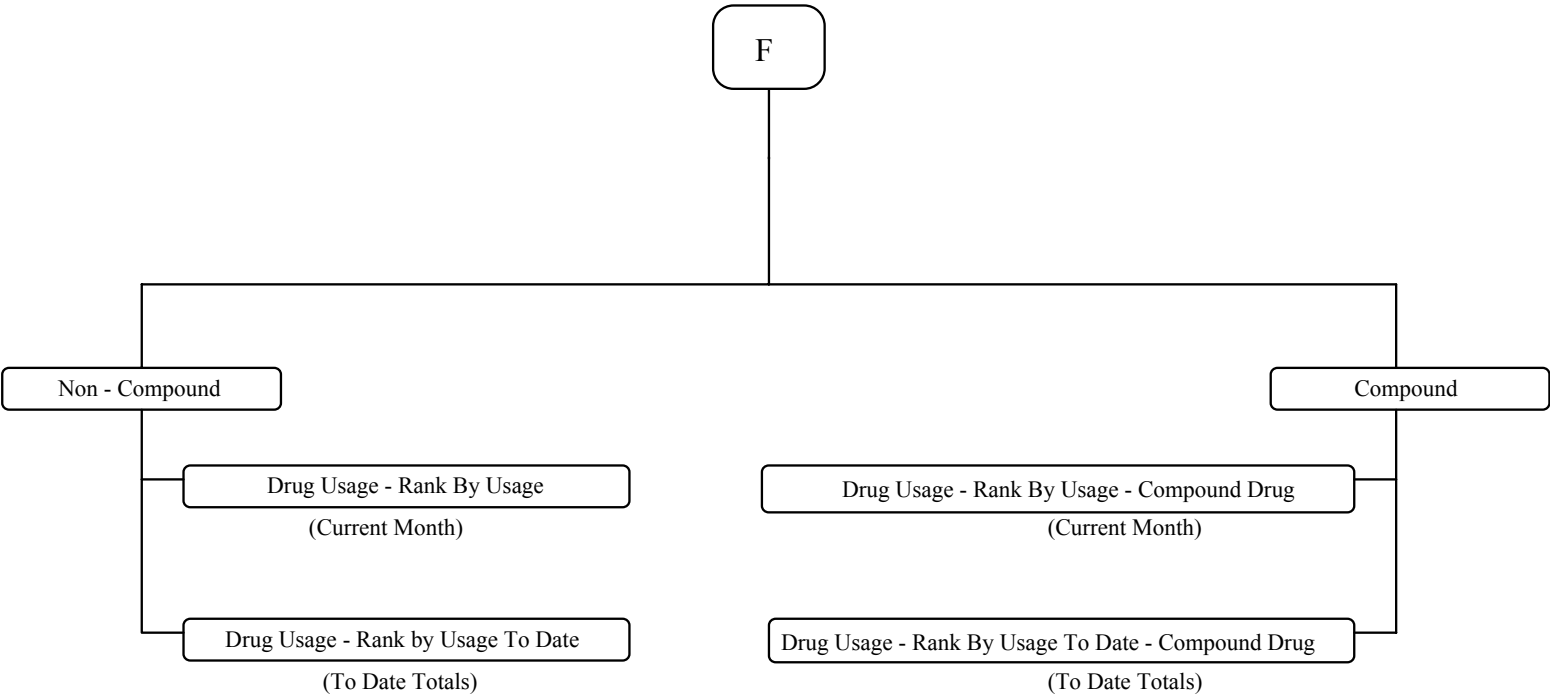 F
Non - Compound
Compound
Drug Usage - Rank By Usage
(Current Month)
Drug Usage - Rank By Usage - Compound Drug
(Current Month)
Drug Usage - Rank by Usage To Date
(To Date Totals)
Drug Usage - Rank By Usage To Date - Compound Drug
(To Date Totals)